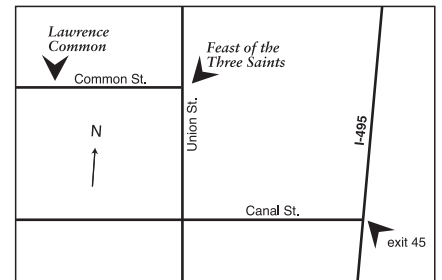 Lawrence
Common
Feast of the
Three Saints
Common St.
Union St.
I-495
N
Canal St.
exit 45